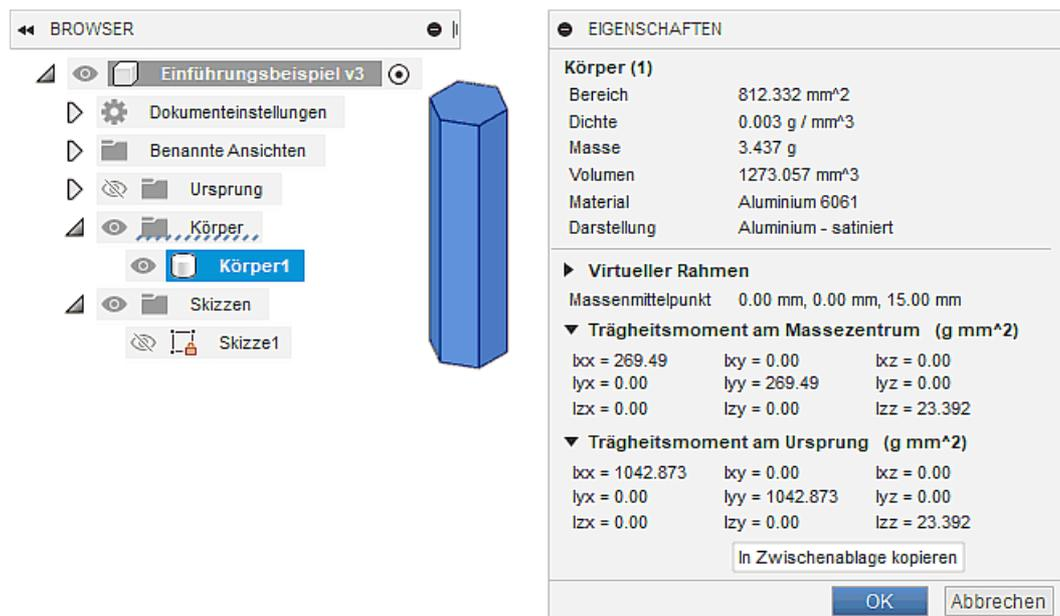 BROWSER
Einführungsbeispiel v3
Dokumenteinstellungen
Benannte Ansichten
Ursprung
Körper
Körper1
Skizzen
Skizze1
EIGENSCHAFTEN
Körper (1)
Bereich 812.332 mm^2
Dichte 0.003 g / mm^3
Masse 3.437 g
Volumen 1273.057 mm^3
Material Aluminium 6061
Darstellung Aluminium - satiniert
Virtueller Rahmen
Massenmittelpunkt 0.00 mm, 0.00 mm, 15.00 mm
Trägheitsmoment am Massezentrum (g mm^2)
Ixx = 269.49 Ixy = 0.00 Ixz = 0.00
Iyx = 0.00 Iyy = 269.49 Iyz = 0.00
Izx = 0.00 Izy = 0.00 Izz = 23.392
Trägheitsmoment am Ursprung (g mm^2)
Ixx = 1042.873 Ixy = 0.00 Ixz = 0.00
Iyx = 0.00 Iyy = 1042.873 Iyz = 0.00
Izx = 0.00 Izy = 0.00 Izz = 23.392
In Zwischenablage kopieren
OK Abbrechen